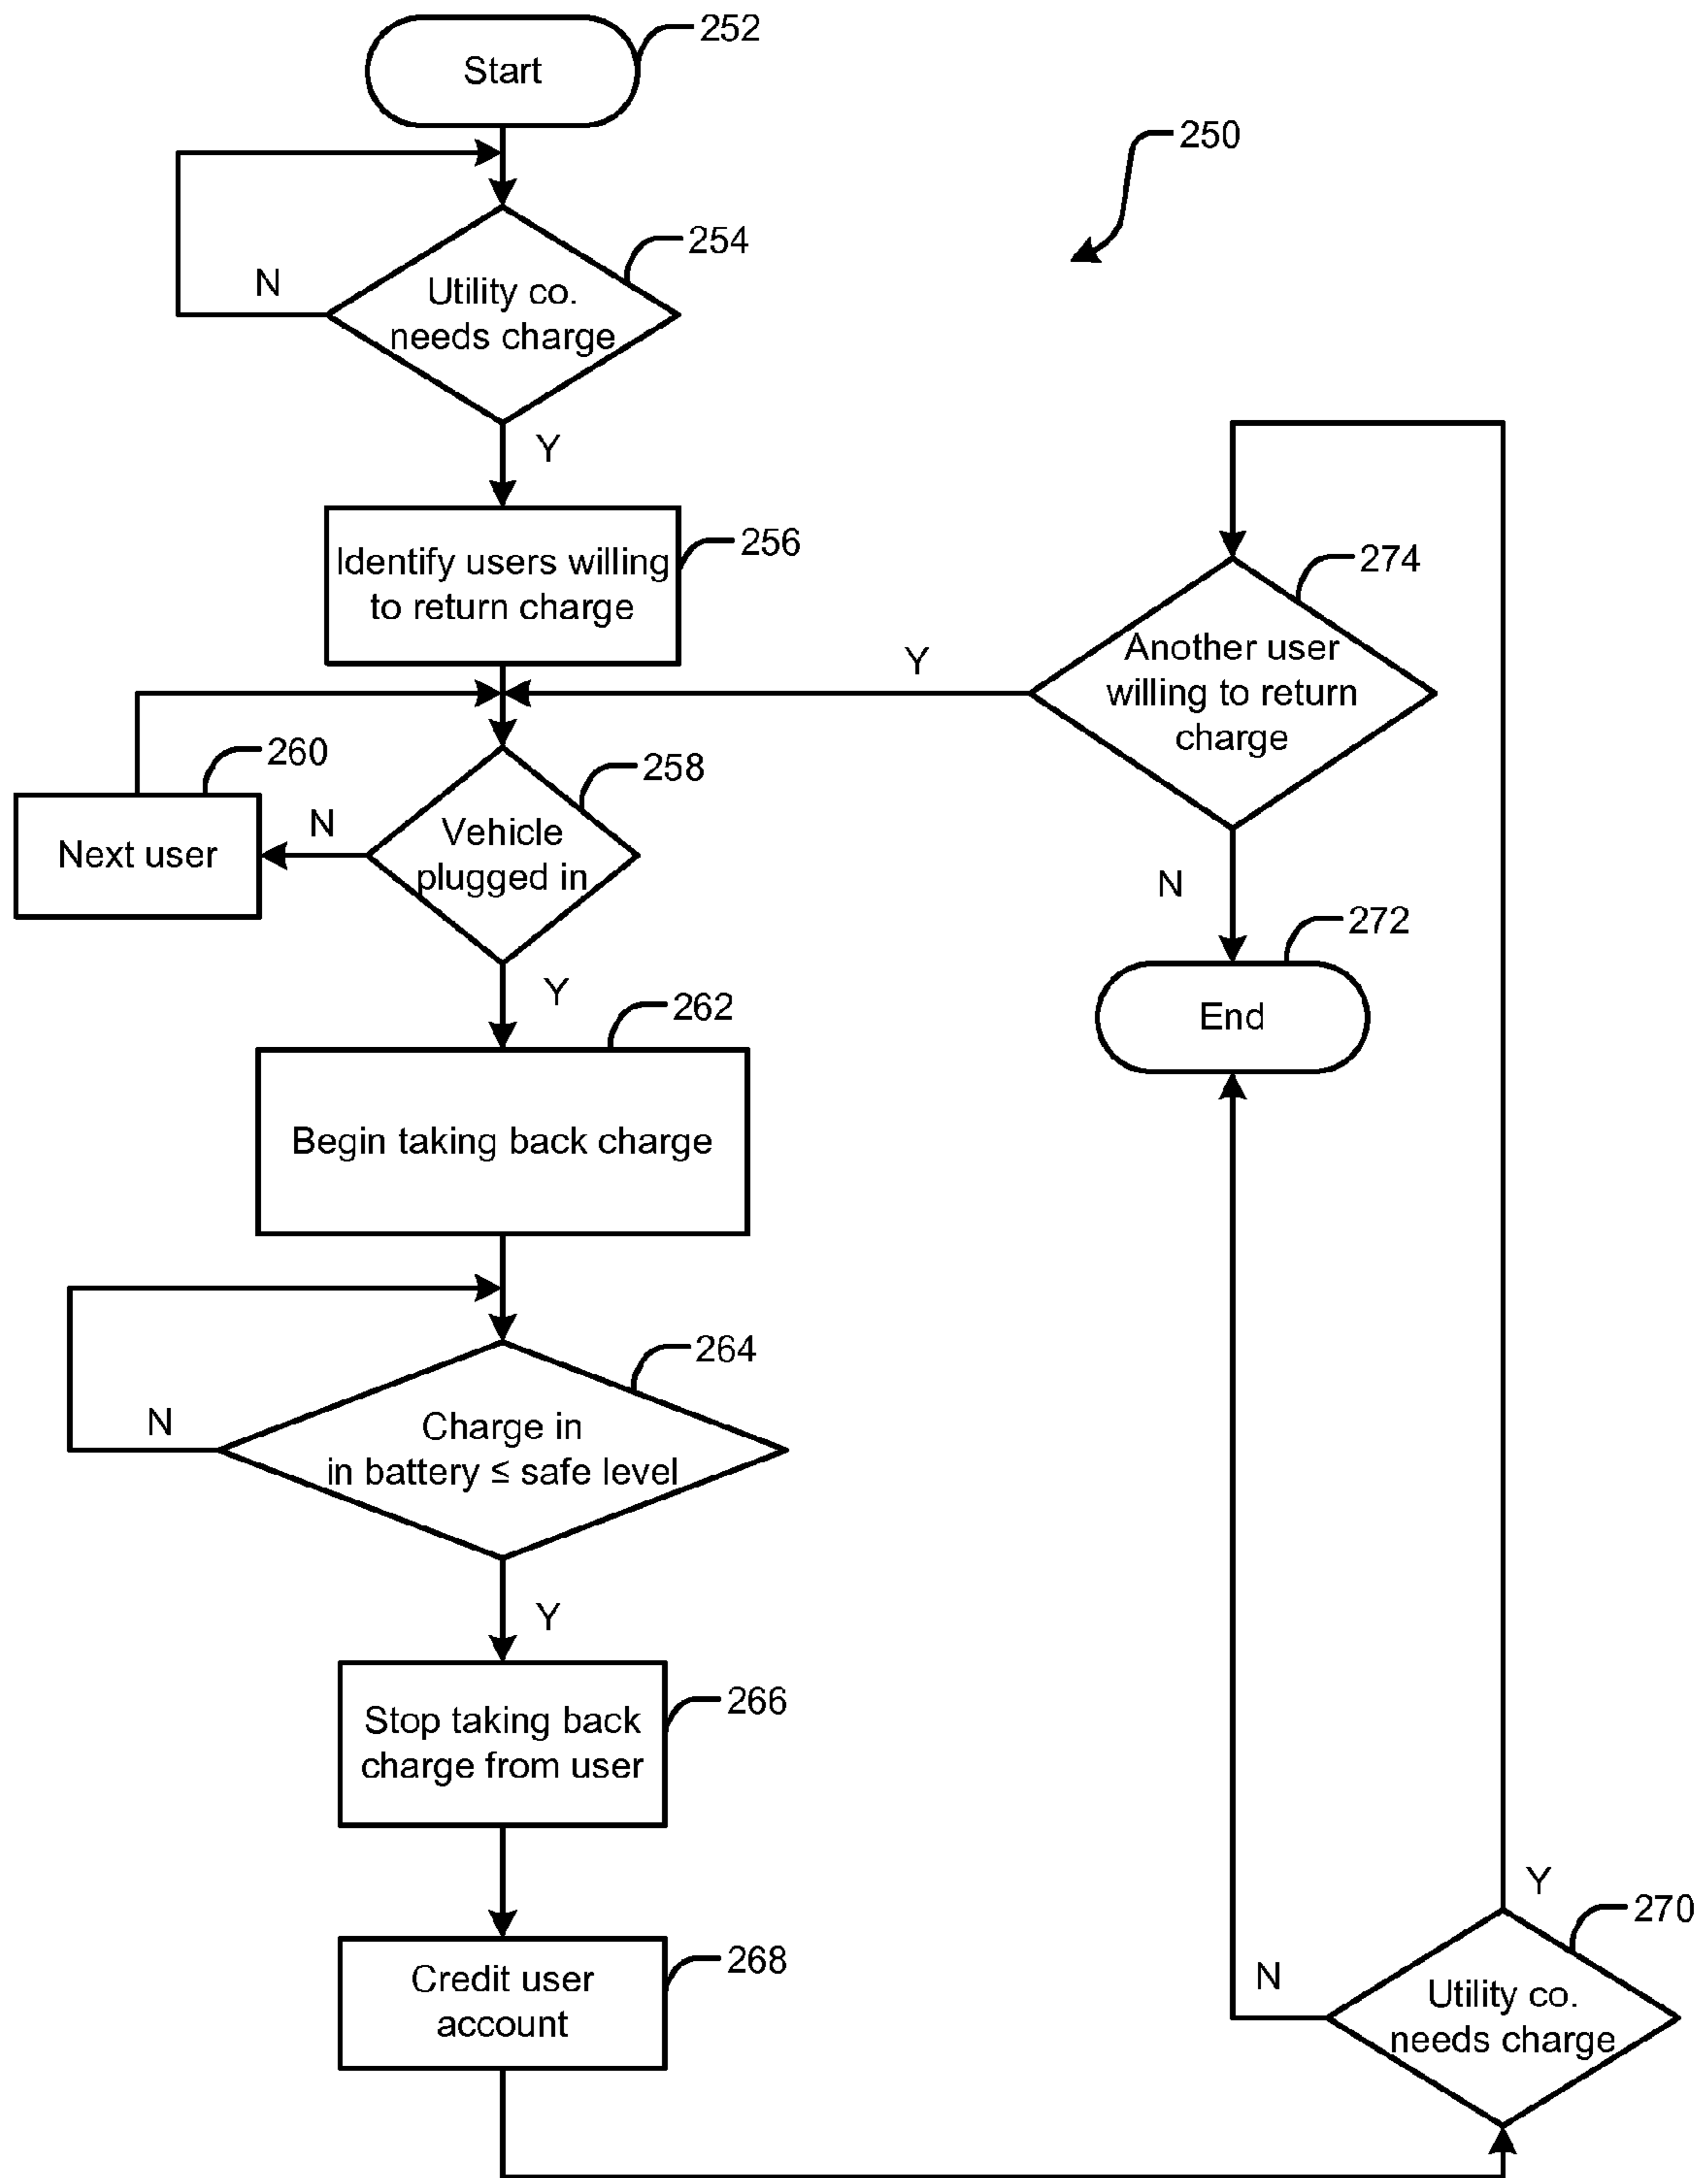 252
Start
250
254
N
Utility co.
needs charge
Y
256
Identify users willing
to return charge
274
Another user
willing to return
charge
Y
260
Next user
N
258
Vehicle
plugged in
N
272
End
Y
262
Begin taking back charge
264
N
Charge in
in battery ≤ safe level
Y
266
Stop taking back
charge from user
268
Credit user
account
Y
270
N
Utility co.
needs charge